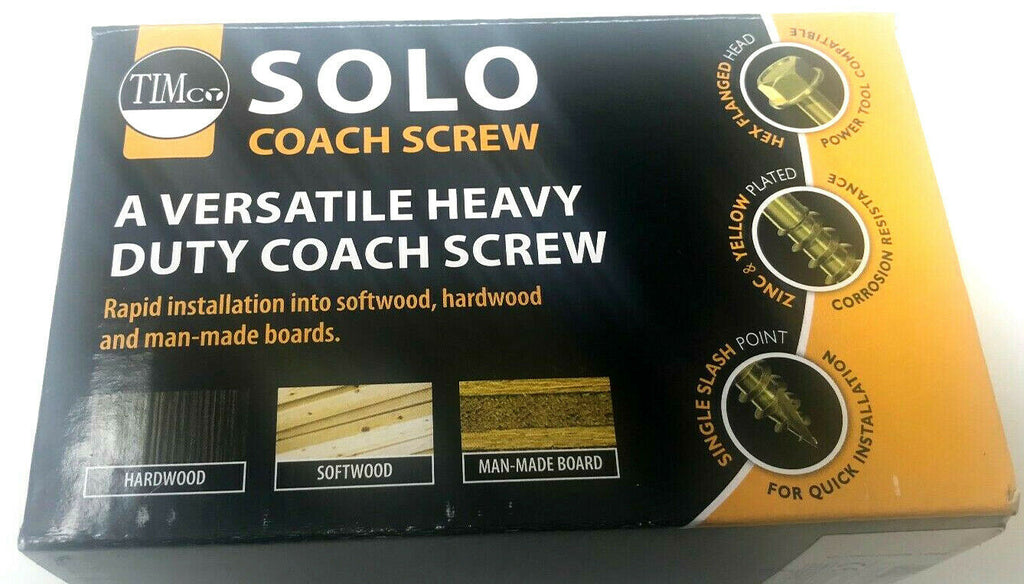 TIMco
SOLO
COACH SCREW
A VERSATILE HEAVY
DUTY COACH SCREW
Rapid installation into softwood, hardwood
and man-made boards.
HARDWOOD
SOFTWOOD
MAN-MADE BOARD
HEX FLANGED HEAD
POWER TOOL COMPATIBLE
ZINC & YELLOW PLATED
CORROSION RESISTANCE
SINGLE SLASH POINT
FOR QUICK INSTALLATION